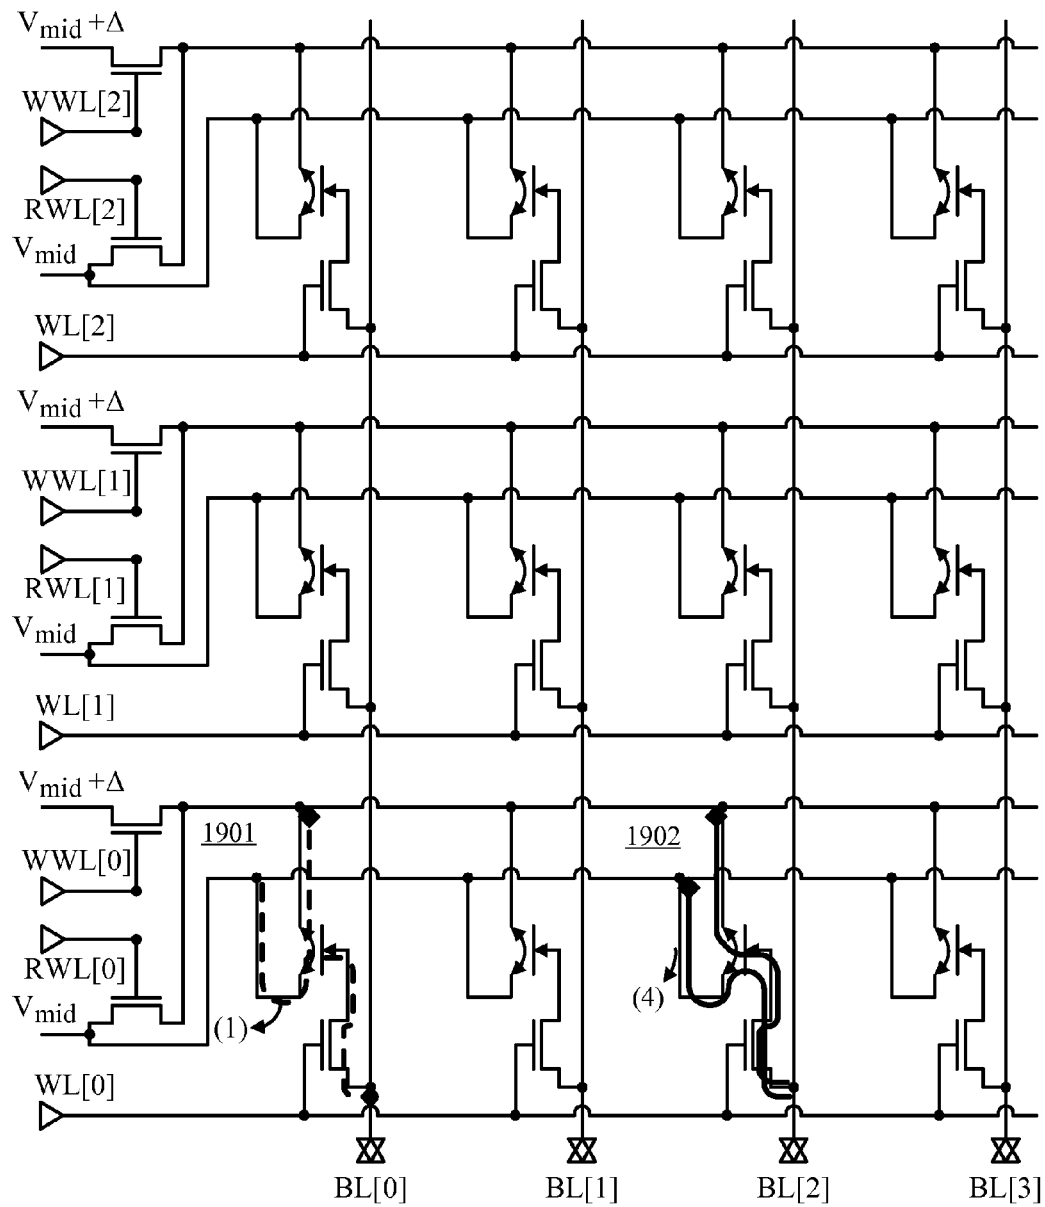 Vmid +Δ
WWL[2]
RWL[2]
Vmid
WL[2]
Vmid +Δ
WWL[1]
RWL[1]
Vmid
WL[1]
Vmid +Δ
1901
1902
WWL[0]
RWL[0]
Vmid
(1)
(4)
WL[0]
BL[0] BL[1] BL[2] BL[3]